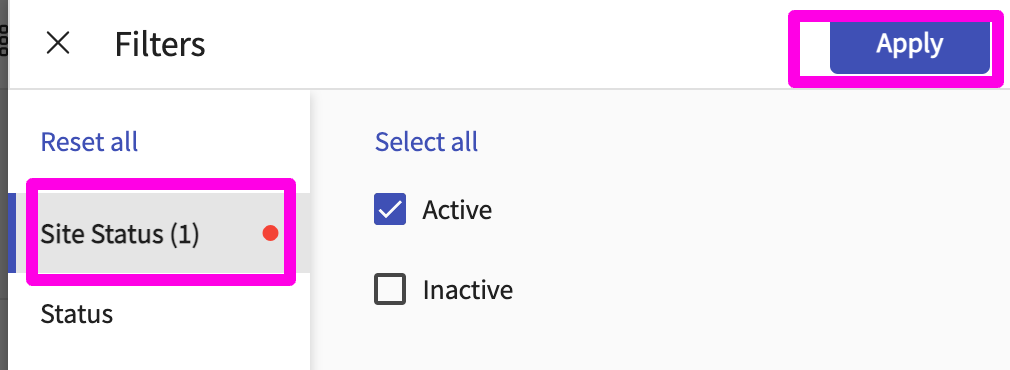 Filters
Apply
Reset all
Select all
Site Status (1)
Active
Inactive
Status